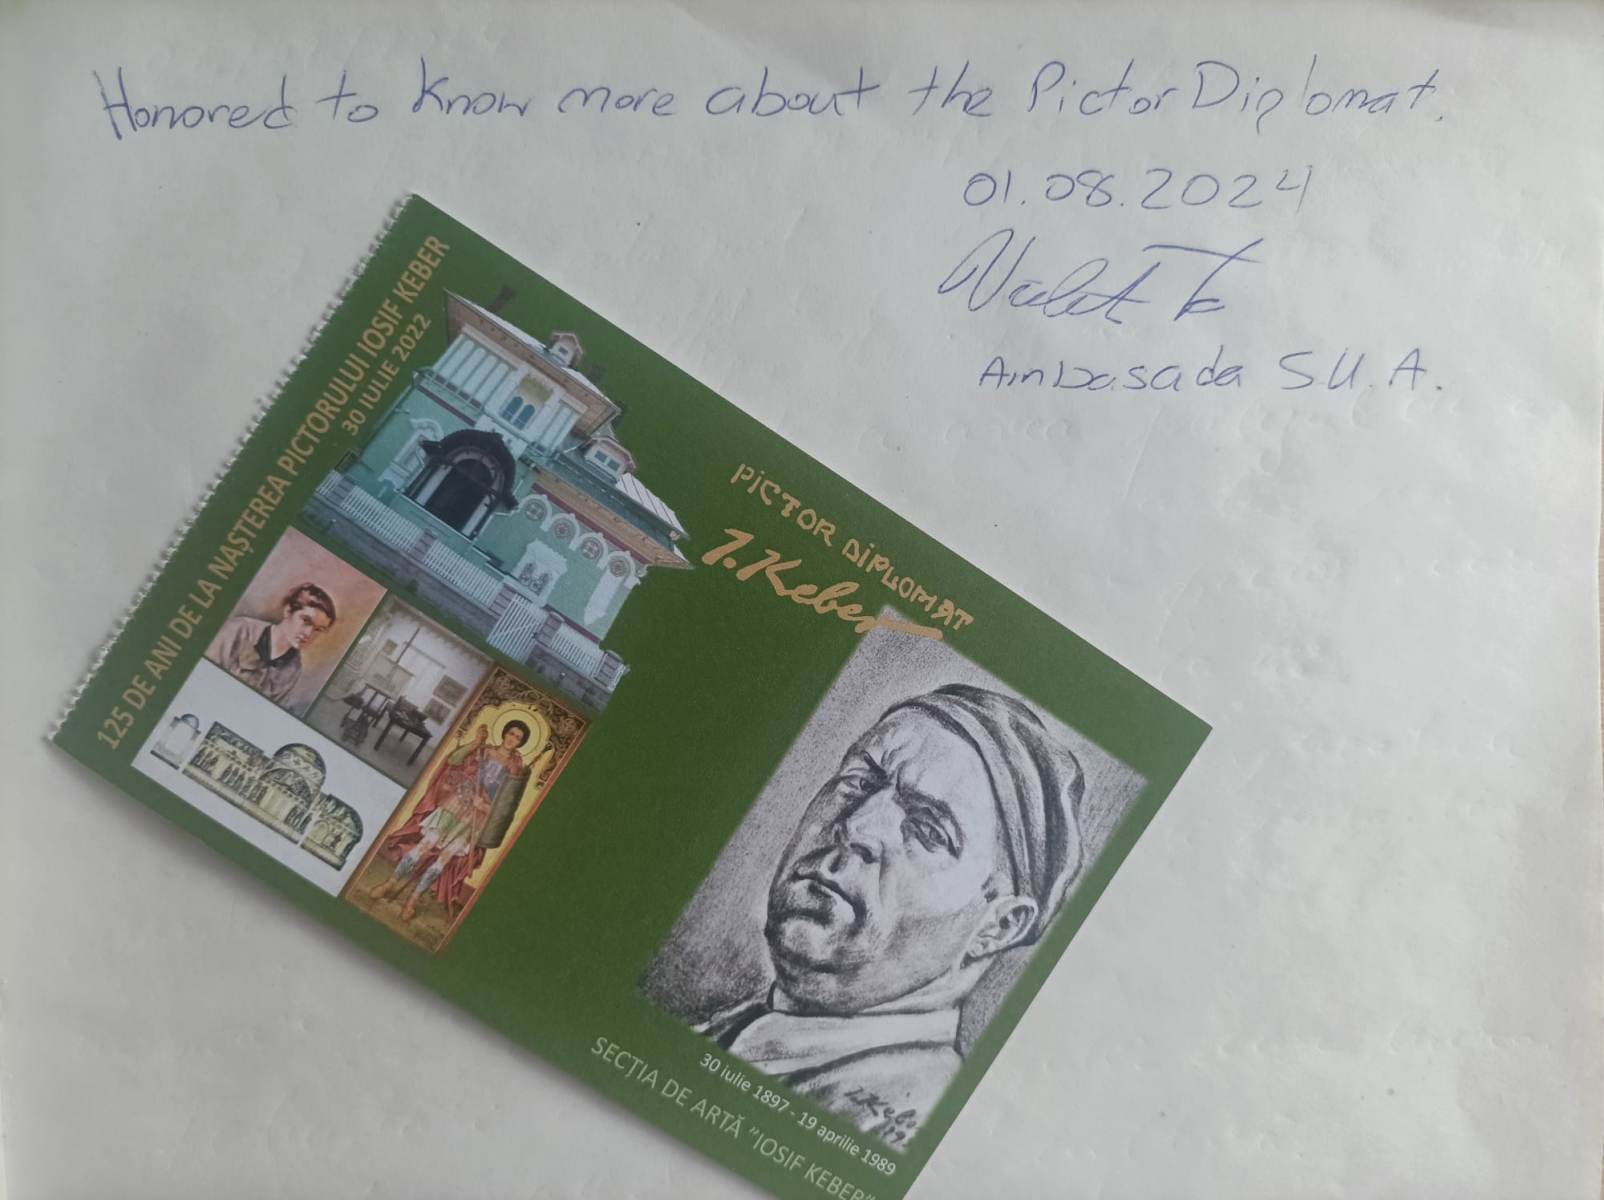 Honored to know more about the Pictor Diplomat.
01.08.2024
Ambasada S.U.A.
125 DE ANI DE LA NAȘTEREA PICTORULUI IOSIF KEBER
30 IULIE 2022
PICTOR DIPLOMAT
I. Keber
30 iulie 1897 - 19 aprilie 1989
SECȚIA DE ARTĂ "IOSIF KEBER"